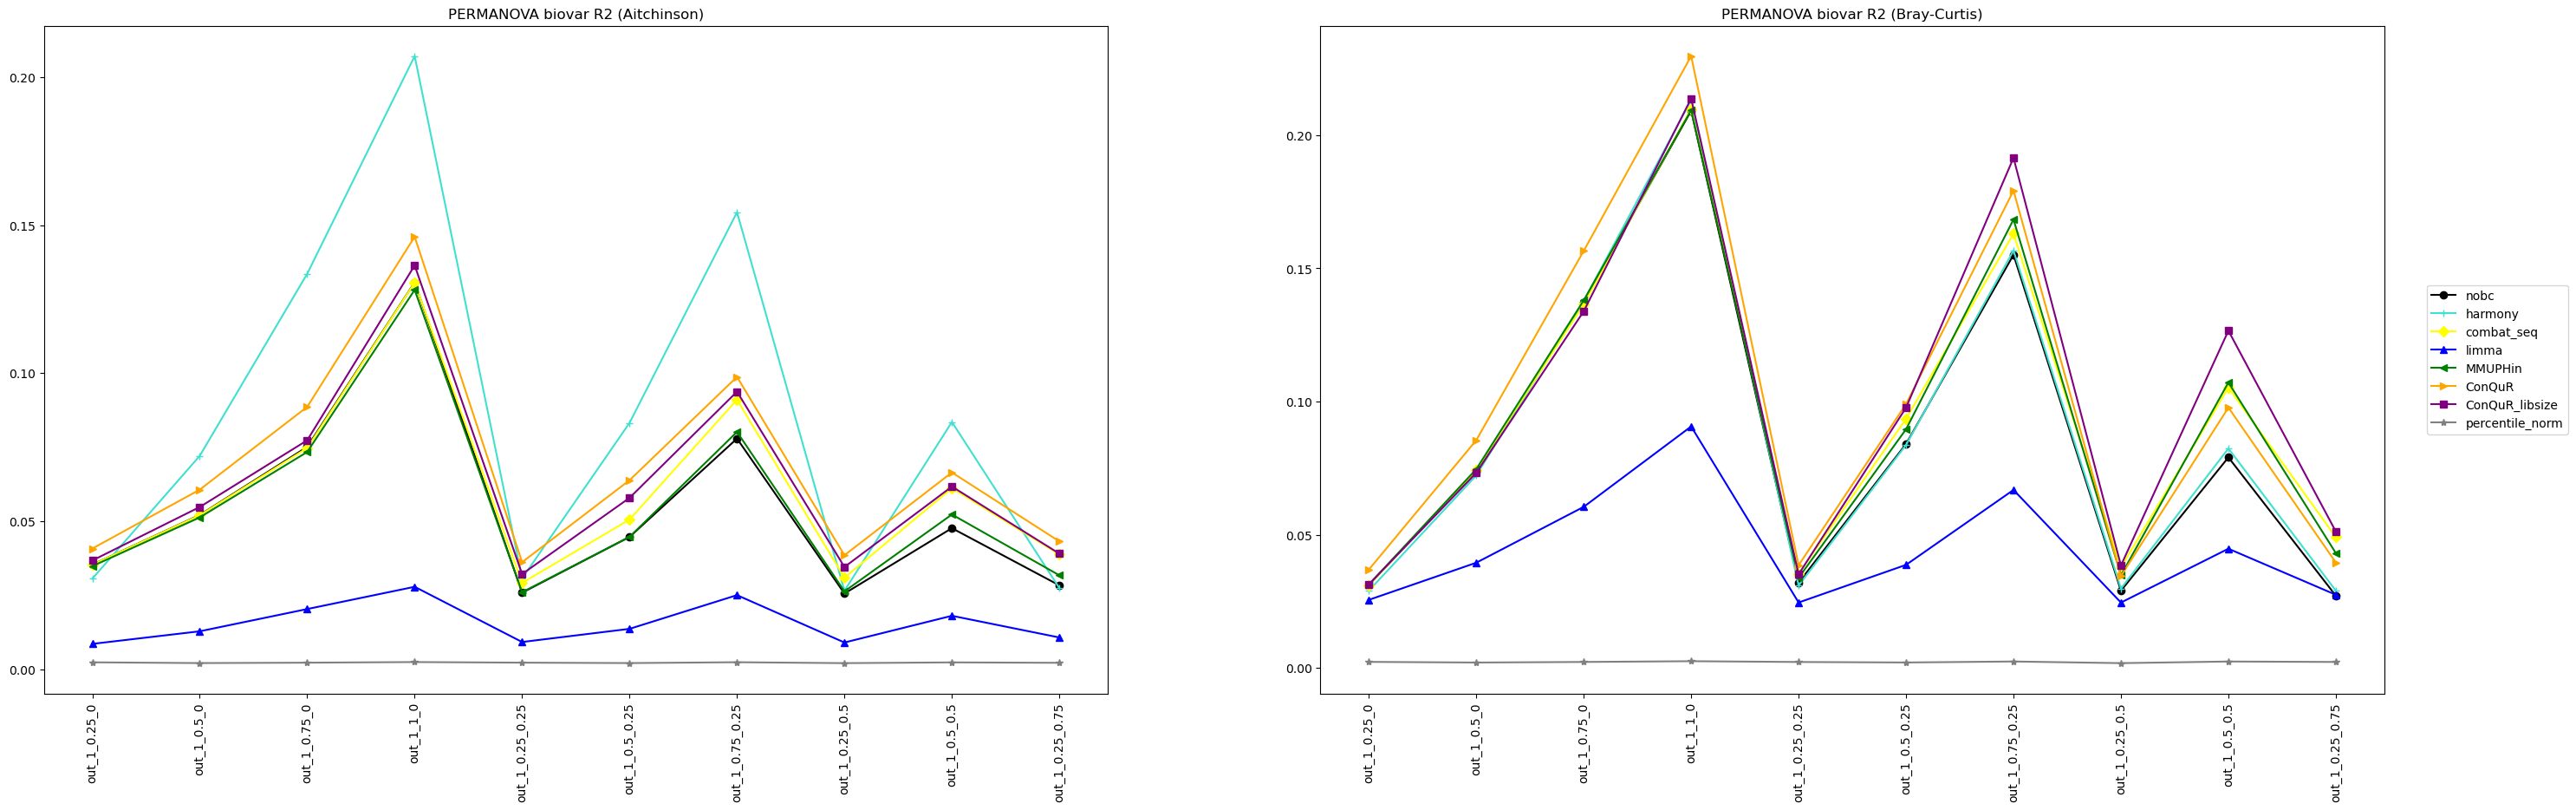 PERMANOVA biovar R2 (Aitchinson)
0.20
0.15
0.10
0.05
0.00
out_1_0.25_0
out_1_0.5_0
out_1_0.75_0
out_1_1_0
out_1_0.25_0.25
out_1_0.5_0.25
out_1_0.75_0.25
out_1_0.25_0.5
out_1_0.5_0.5
out_1_0.25_0.75
PERMANOVA biovar R2 (Bray-Curtis)
0.20
0.15
0.10
0.05
0.00
out_1_0.25_0
out_1_0.5_0
out_1_0.75_0
out_1_1_0
out_1_0.25_0.25
out_1_0.5_0.25
out_1_0.75_0.25
out_1_0.25_0.5
out_1_0.5_0.5
out_1_0.25_0.75
nobc
harmony
combat_seq
limma
MMUPHin
ConQuR
ConQuR_libsize
percentile_norm